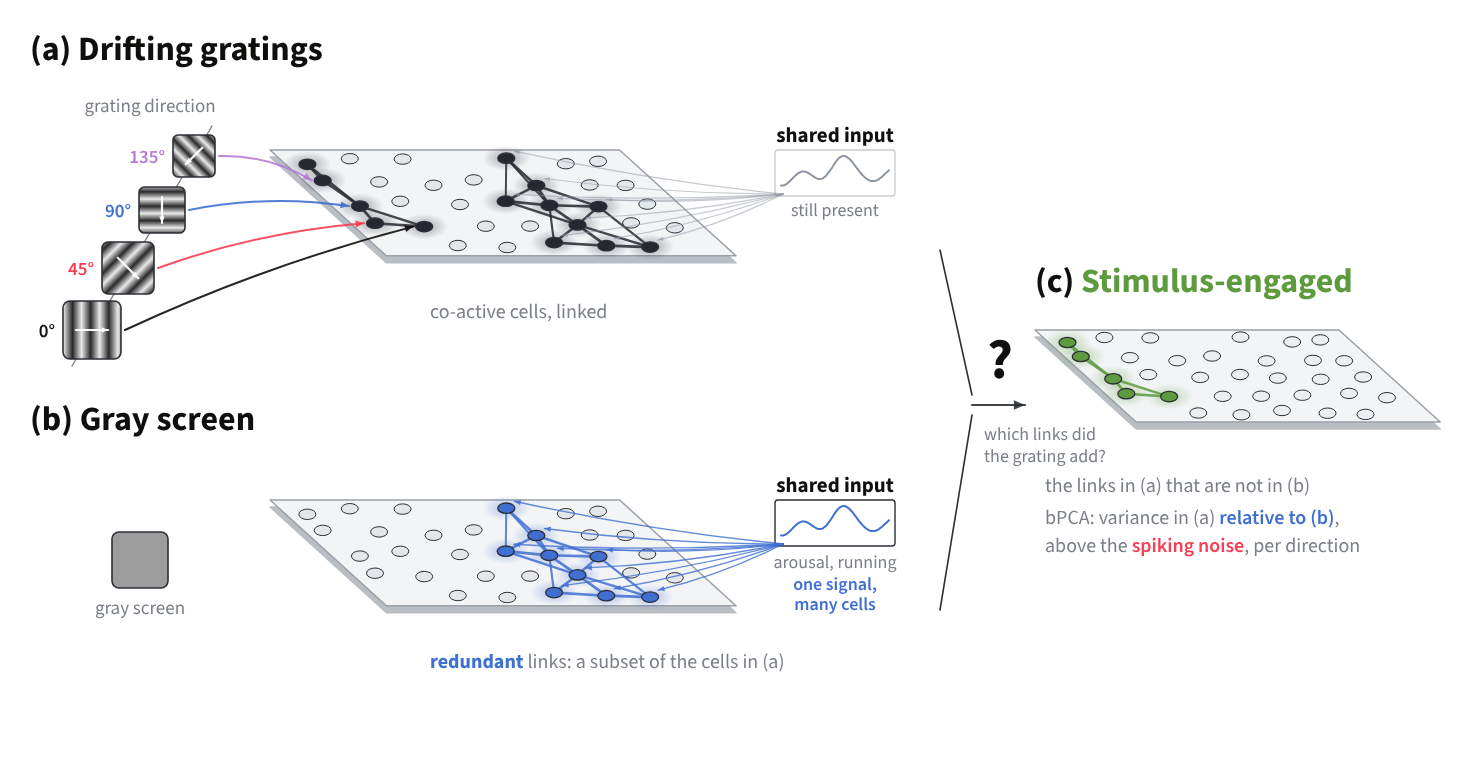 (a) Drifting gratings
grating direction
135°
90°
45°
0°
shared input
still present
co-active cells, linked
(b) Gray screen
gray screen
shared input
arousal, running
one signal,
many cells
redundant links: a subset of the cells in (a)
?
which links did
the grating add?
(c) Stimulus-engaged
the links in (a) that are not in (b)
bPCA: variance in (a) relative to (b),
above the spiking noise, per direction